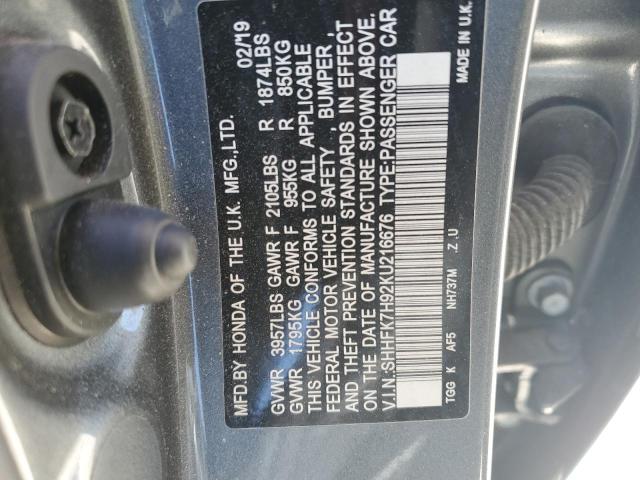 MFD.BY HONDA OF THE U.K. MFG.,LTD. 02/19
GVWR 3957LBS GAWR F 2105LBS R 1874LBS
GVWR 1795KG GAWR F 955KG R 850KG
THIS VEHICLE CONFORMS TO ALL APPLICABLE
FEDERAL MOTOR VEHICLE SAFETY , BUMPER ,
AND THEFT PREVENTION STANDARDS IN EFFECT
ON THE DATE OF MANUFACTURE SHOWN ABOVE.
V.I.N.:SHHFK7H92KU216676 TYPE:PASSENGER CAR
TGG K AF5 NH737M .Z .U MADE IN U.K.